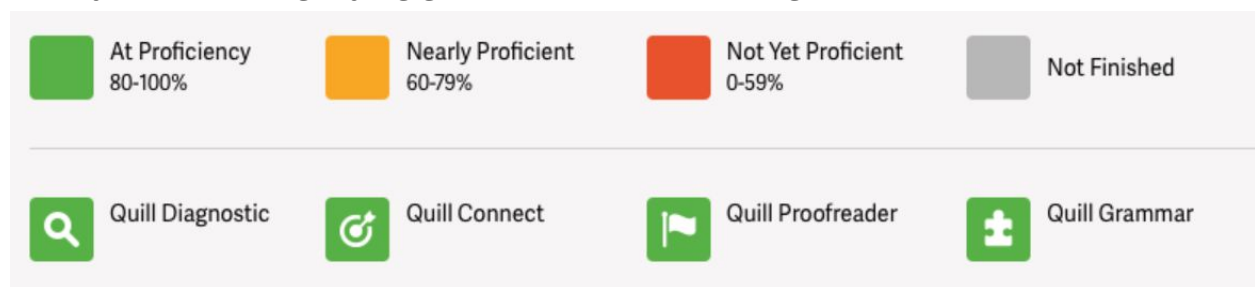 At Proficiency
80-100%
Nearly Proficient
60-79%
Not Yet Proficient
0-59%
Not Finished
Quill Diagnostic
Quill Connect
Quill Proofreader
Quill Grammar